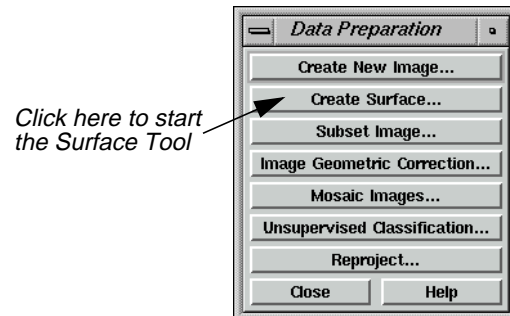 Data Preparation
Create New Image...
Create Surface...
Click here to start
the Surface Tool
Subset Image...
Image Geometric Correction...
Mosaic Images...
Unsupervised Classification...
Reproject...
Close
Help